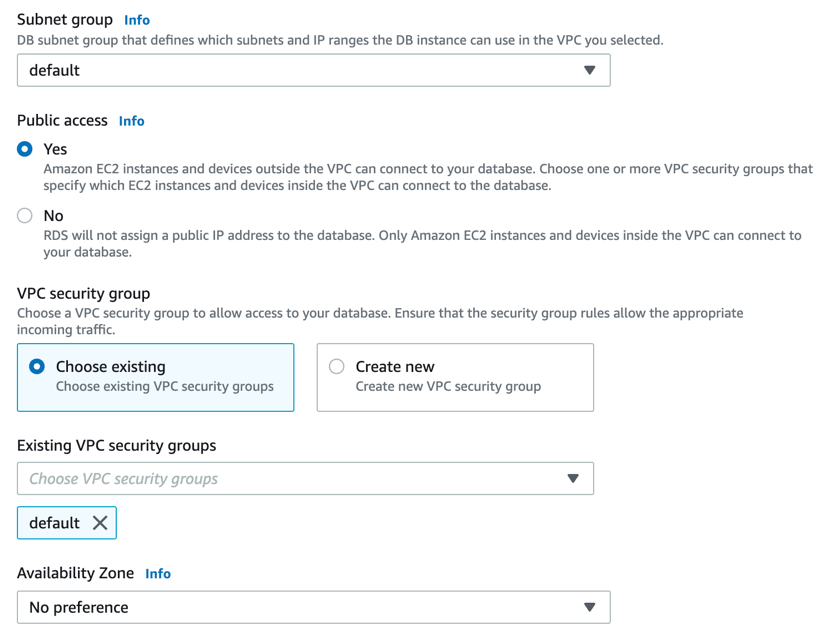 Subnet group Info
DB subnet group that defines which subnets and IP ranges the DB instance can use in the VPC you selected.
default
Public access Info
Yes
Amazon EC2 instances and devices outside the VPC can connect to your database. Choose one or more VPC security groups that
specify which EC2 instances and devices inside the VPC can connect to the database.
No
RDS will not assign a public IP address to the database. Only Amazon EC2 instances and devices inside the VPC can connect to
your database.
VPC security group
Choose a VPC security group to allow access to your database. Ensure that the security group rules allow the appropriate
incoming traffic.
Choose existing
Choose existing VPC security groups
Create new
Create new VPC security group
Existing VPC security groups
Choose VPC security groups
default
Availability Zone Info
No preference